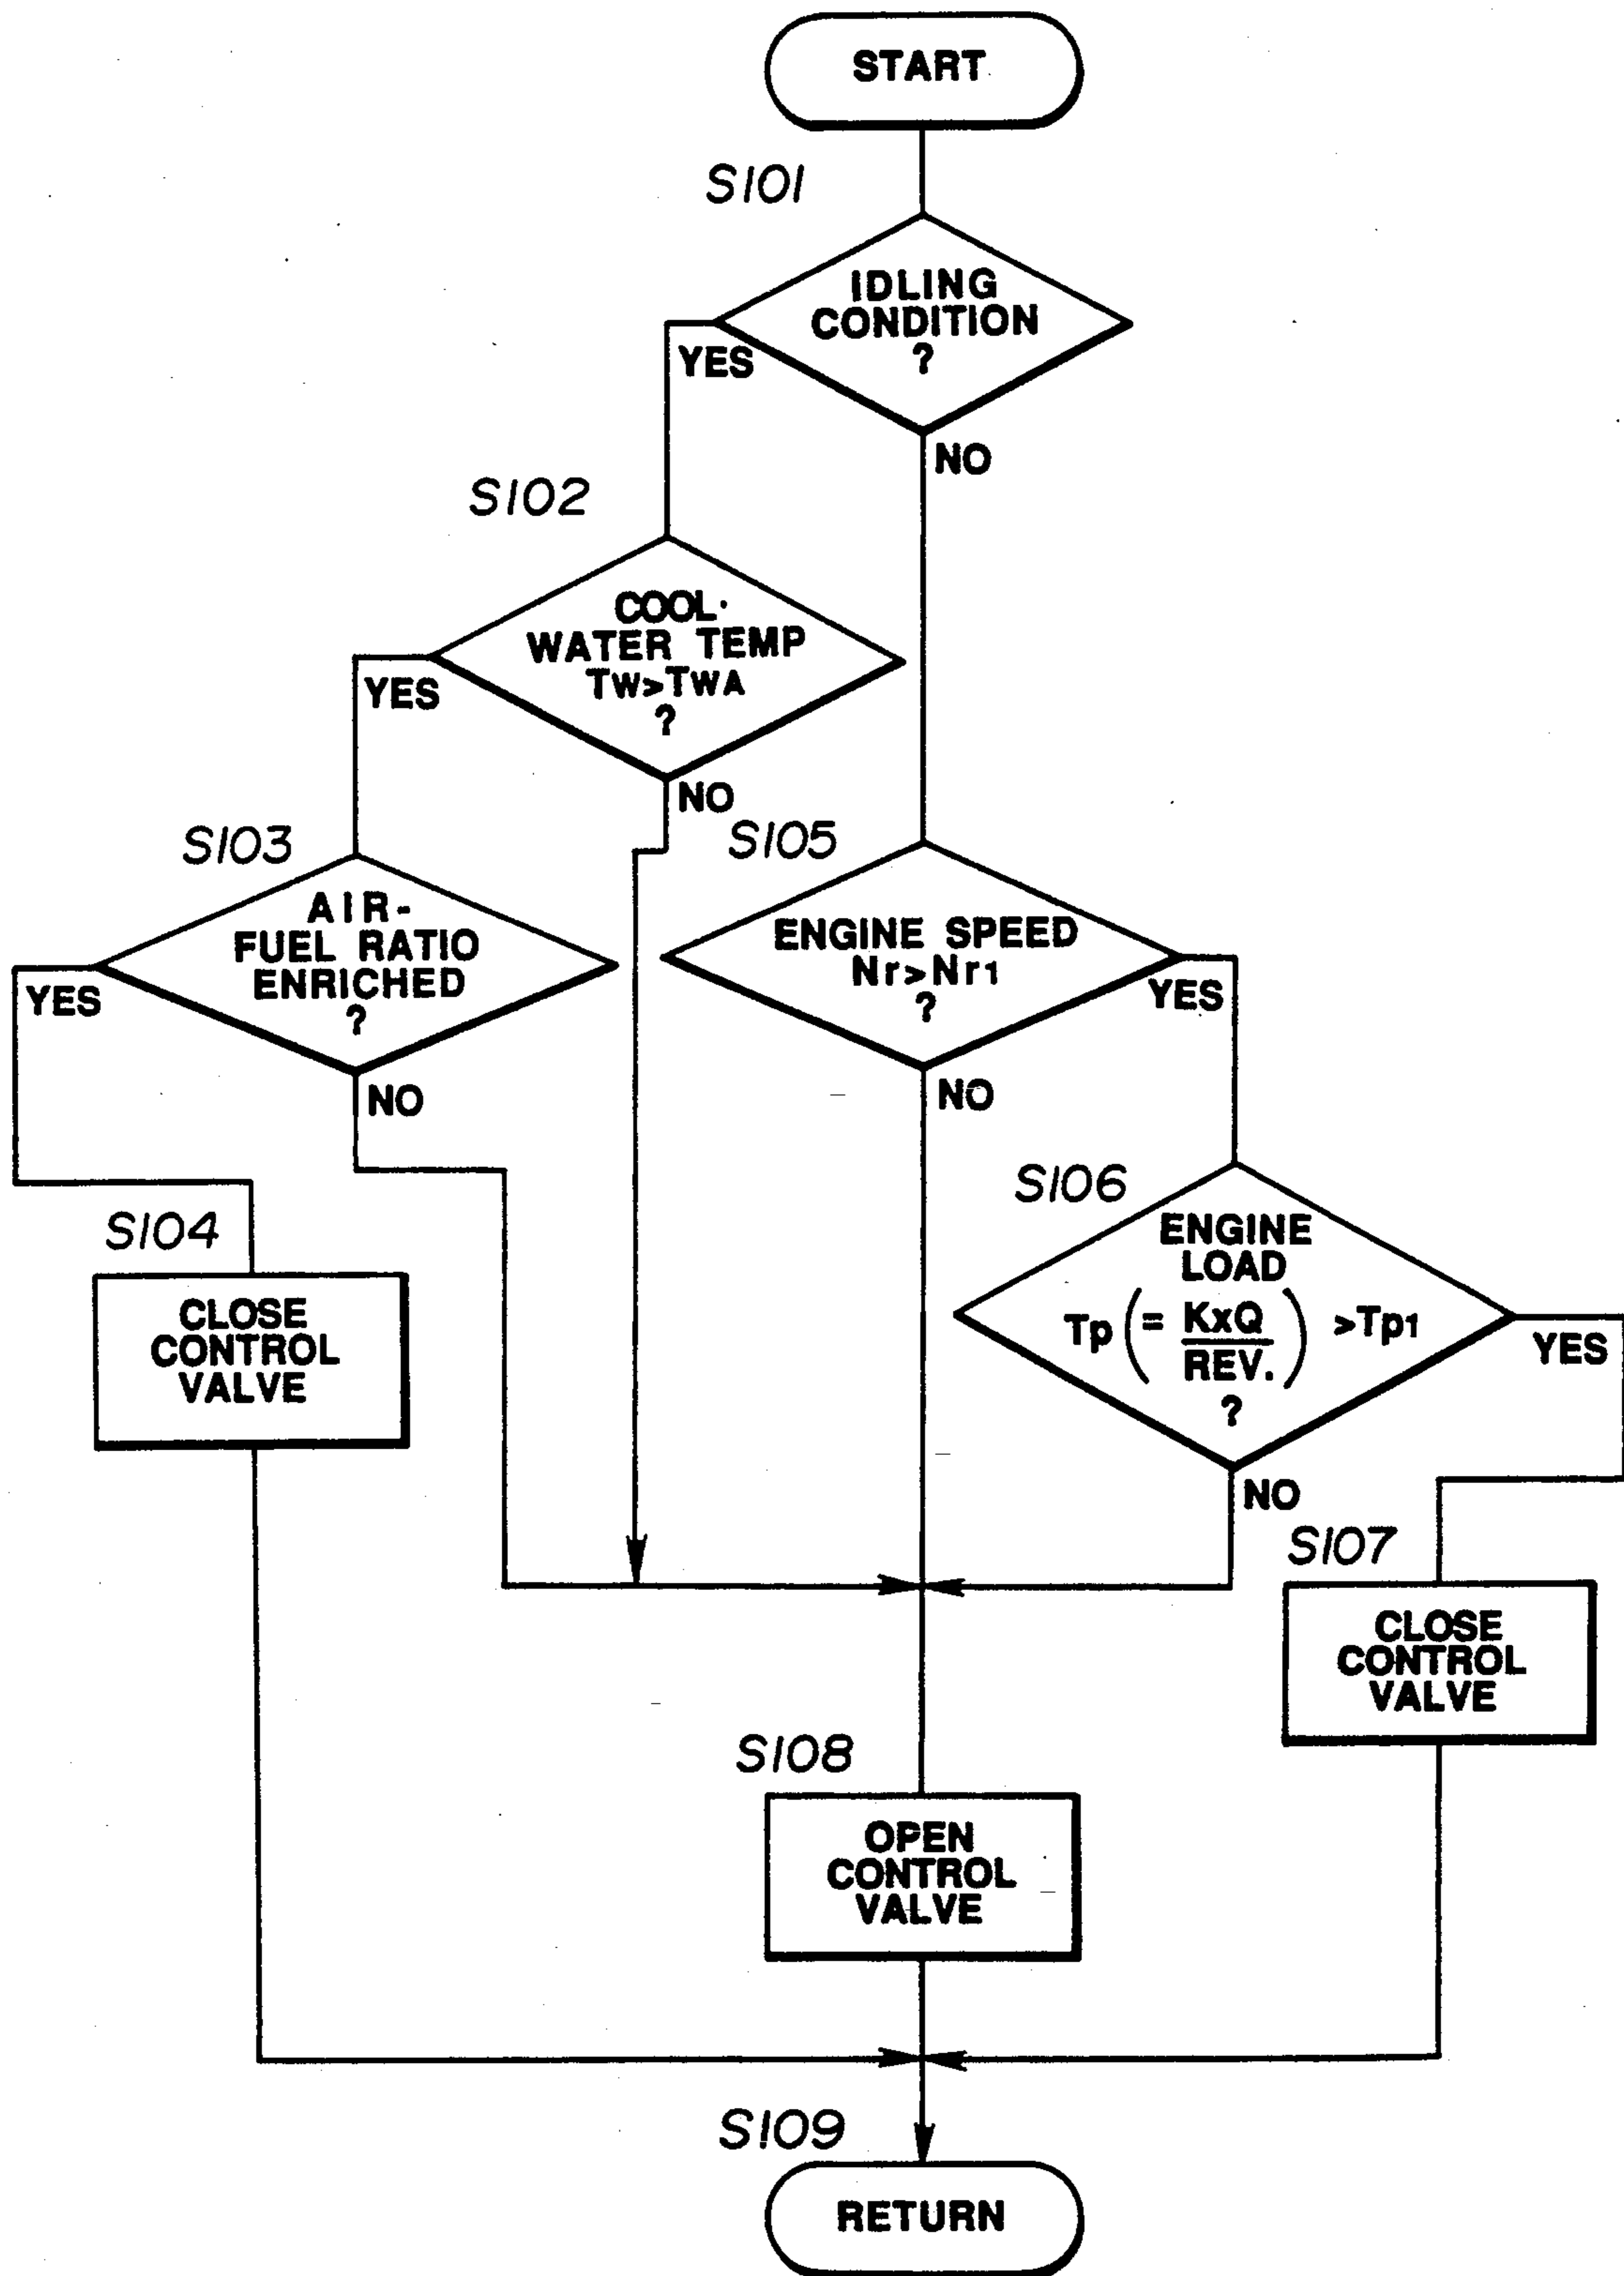 START
S101
IDLING
CONDITION
?
YES
NO
S102
COOL·
WATER TEMP
Tw>TwA
?
YES
NO
S103
AIR-
FUEL RATIO
ENRICHED
?
YES
NO
S105
ENGINE SPEED
Nr>Nr1
?
YES
NO
S104
CLOSE
CONTROL
VALVE
S106
ENGINE
LOAD
Tp (= KxQ / REV.) >Tp1
?
YES
NO
S107
CLOSE
CONTROL
VALVE
S108
OPEN
CONTROL
VALVE
S109
RETURN